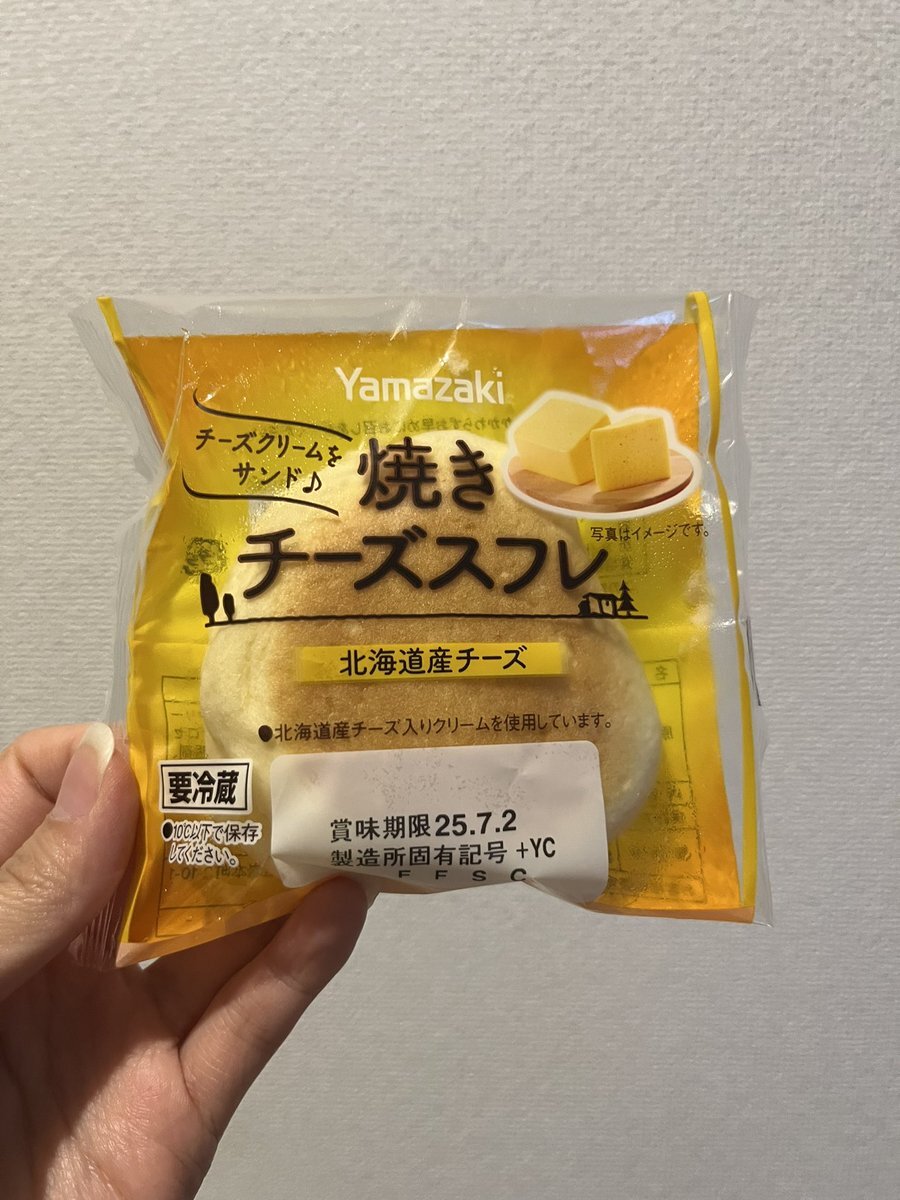 Yamazaki
チーズクリームを
サンド♪
焼き
チーズスフレ
写真はイメージです。
北海道産チーズ
●北海道産チーズ入りクリームを使用しています。
要冷蔵
●10℃以下で保存
してください。
賞味期限25.7.2
製造所固有記号+YC